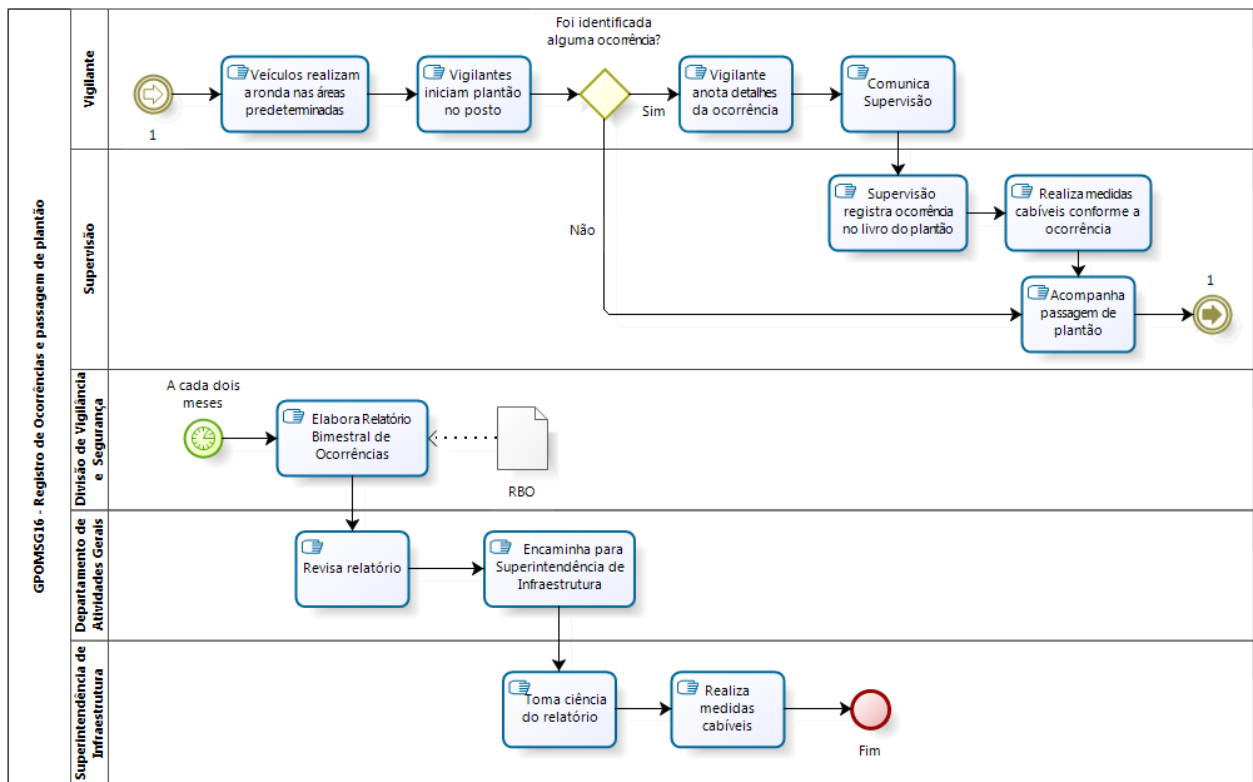 GPOMSG16 - Registro de Ocorrências e passagem de plantão
Vigilante
1
Veículos realizam
a ronda nas áreas
predeterminadas
Vigilantes
iniciam plantão
no posto
Foi identificada
alguma ocorrência?
Sim
Não
Vigilante
anota detalhes
da ocorrência
Comunica
Supervisão
Supervisão
Supervisão
registra ocorrência
no livro do plantão
Realiza medidas
cabíveis conforme a
ocorrência
Acompanha
passagem de
plantão
1
Divisão de Vigilância
e Segurança
A cada dois
meses
Elabora Relatório
Bimestral de
Ocorrências
RBO
Departamento de
Atividades Gerais
Revisa relatório
Encaminha para
Superintendência de
Infraestrutura
Superintendência de
Infraestrutura
Toma ciência
do relatório
Realiza
medidas
cabíveis
Fim